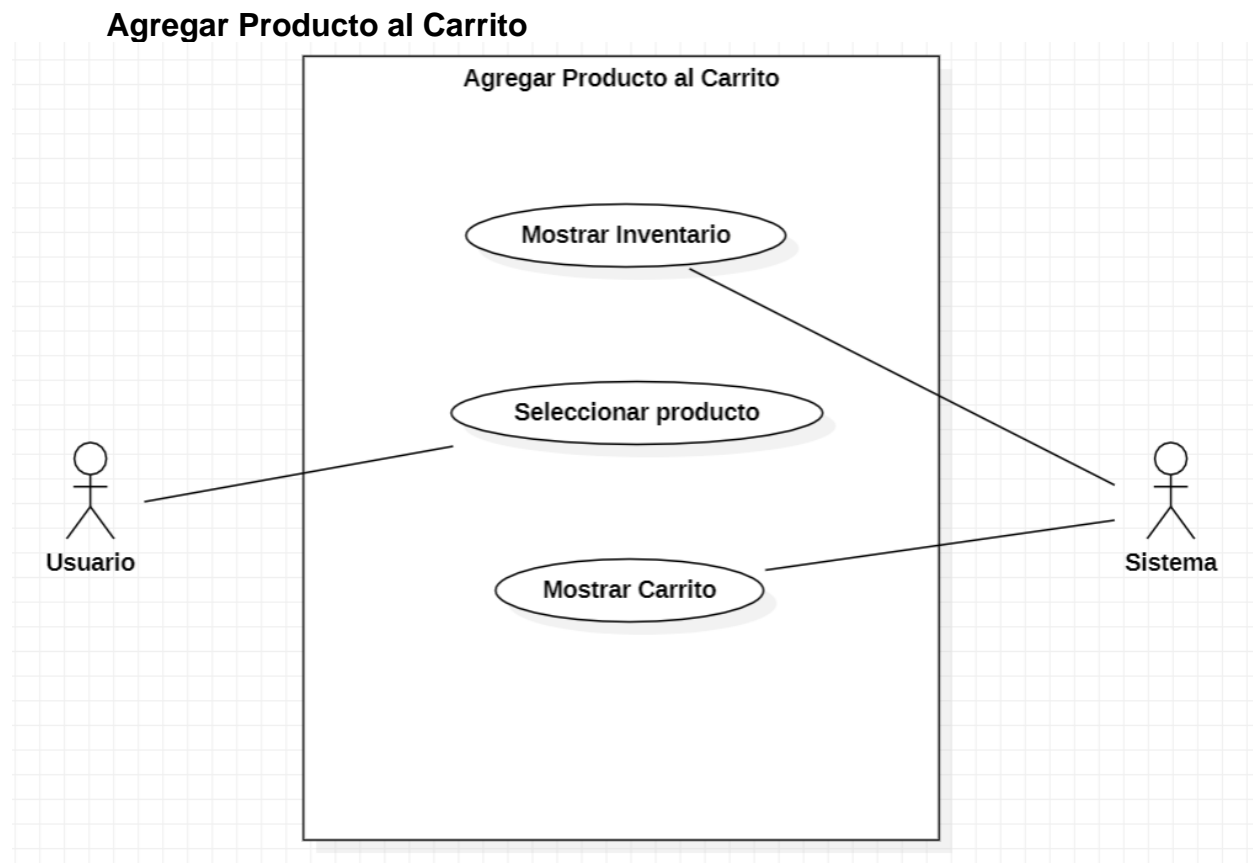 Agregar Producto al Carrito
Agregar Producto al Carrito
Mostrar Inventario
Seleccionar producto
Usuario
Sistema
Mostrar Carrito